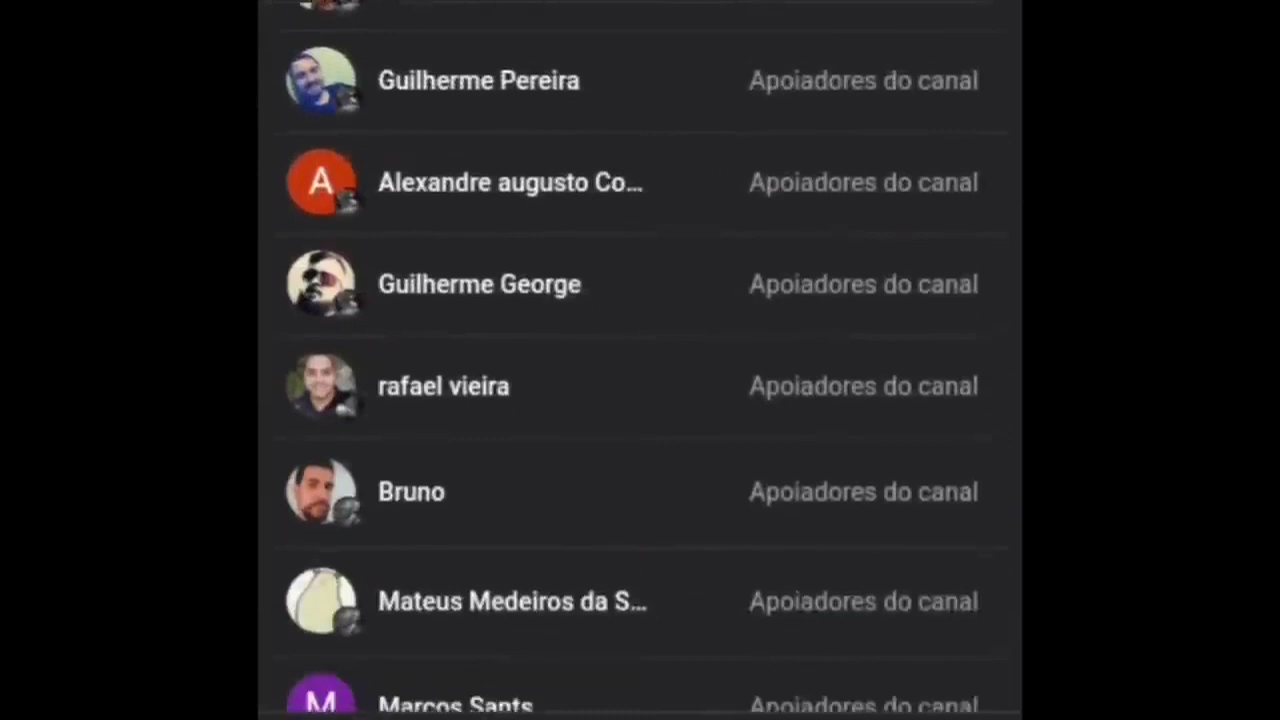 Guilherme Pereira Apoiadores do canal
A Alexandre augusto Co... Apoiadores do canal
Guilherme George Apoiadores do canal
rafael vieira Apoiadores do canal
Bruno Apoiadores do canal
Mateus Medeiros da S... Apoiadores do canal
M Marcos Sants Apoiadores do canal